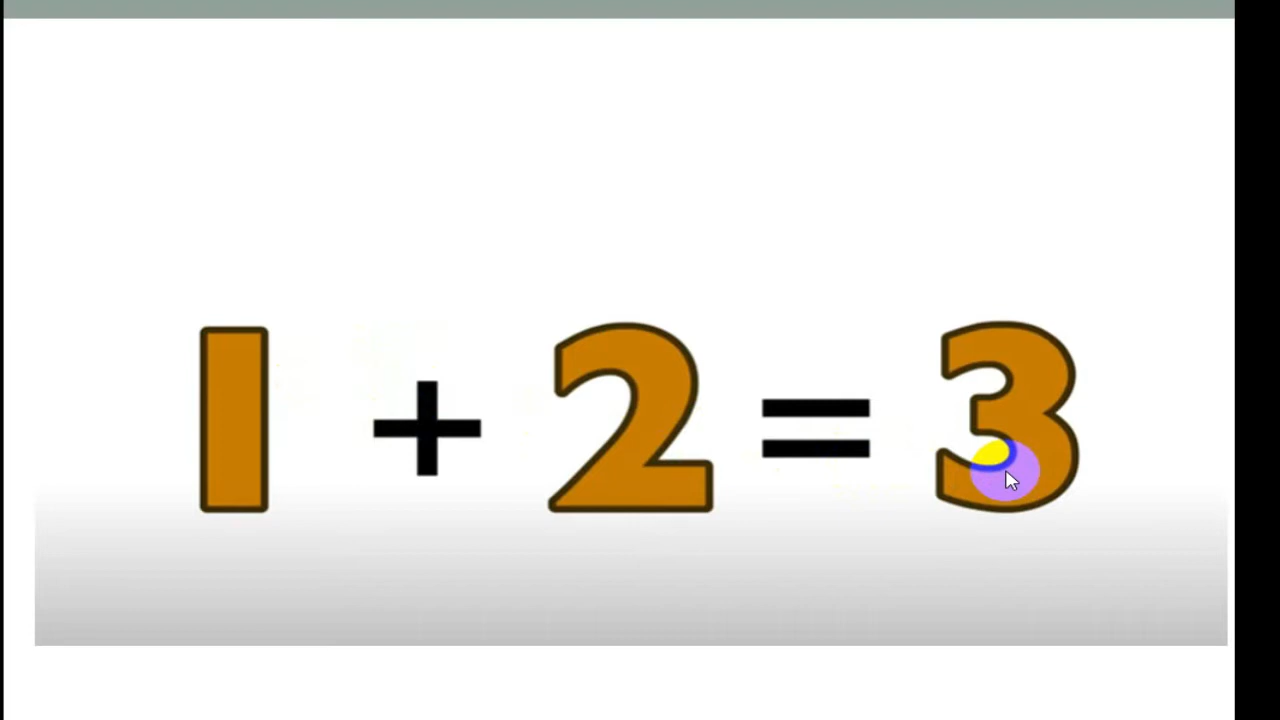 1 + 2 = 3